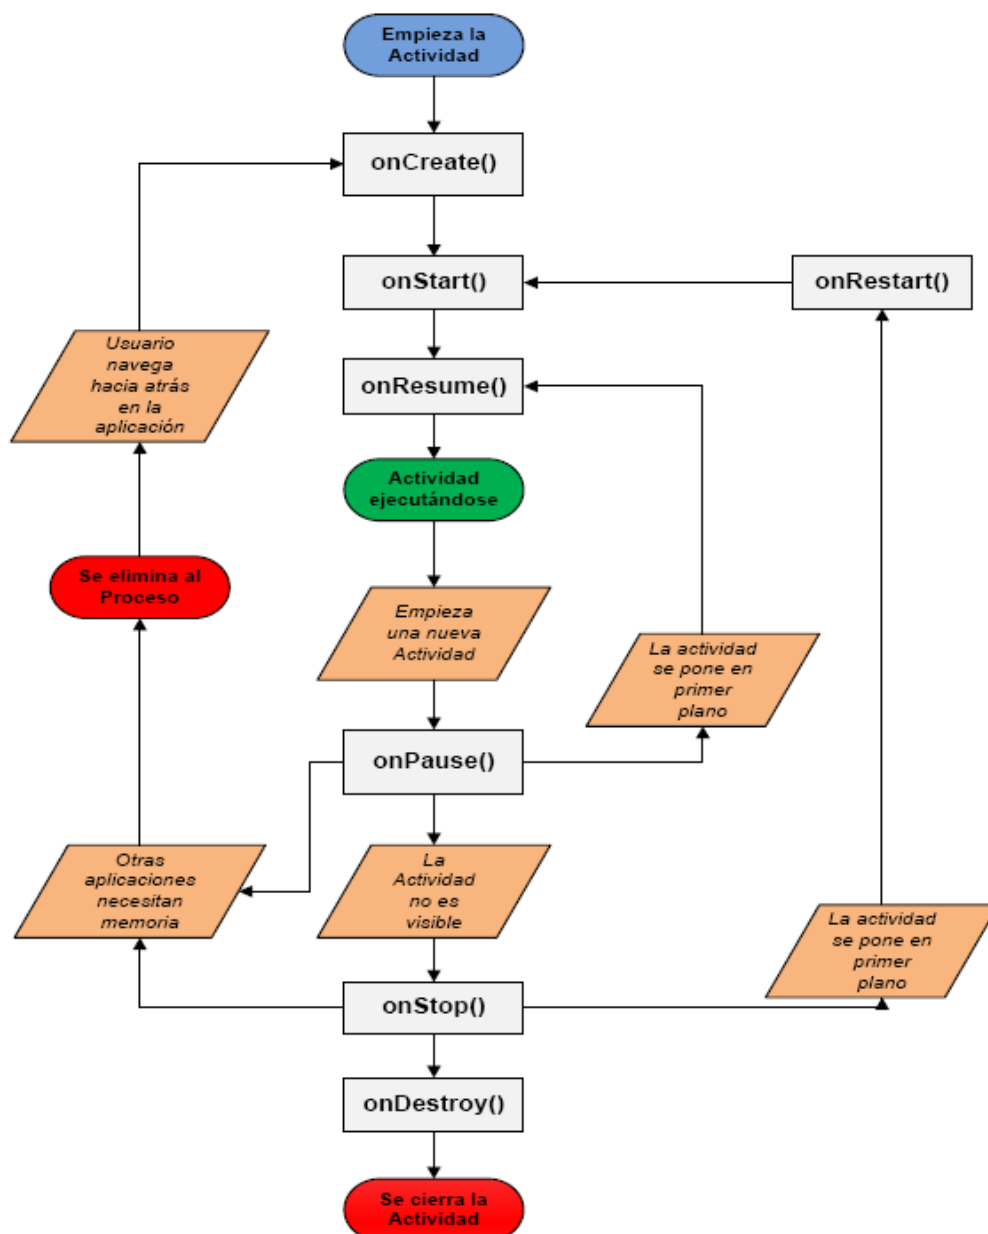 Empieza la
Actividad
onCreate()
onStart()
onRestart()
Usuario
navega
hacia atrás
en la
aplicación
onResume()
Actividad
ejecutándose
Se elimina al
Proceso
Empieza
una nueva
Actividad
La actividad
se pone en
primer
plano
onPause()
Otras
aplicaciones
necesitan
memoria
La
Actividad
no es
visible
La actividad
se pone en
primer
plano
onStop()
onDestroy()
Se cierra la
Actividad